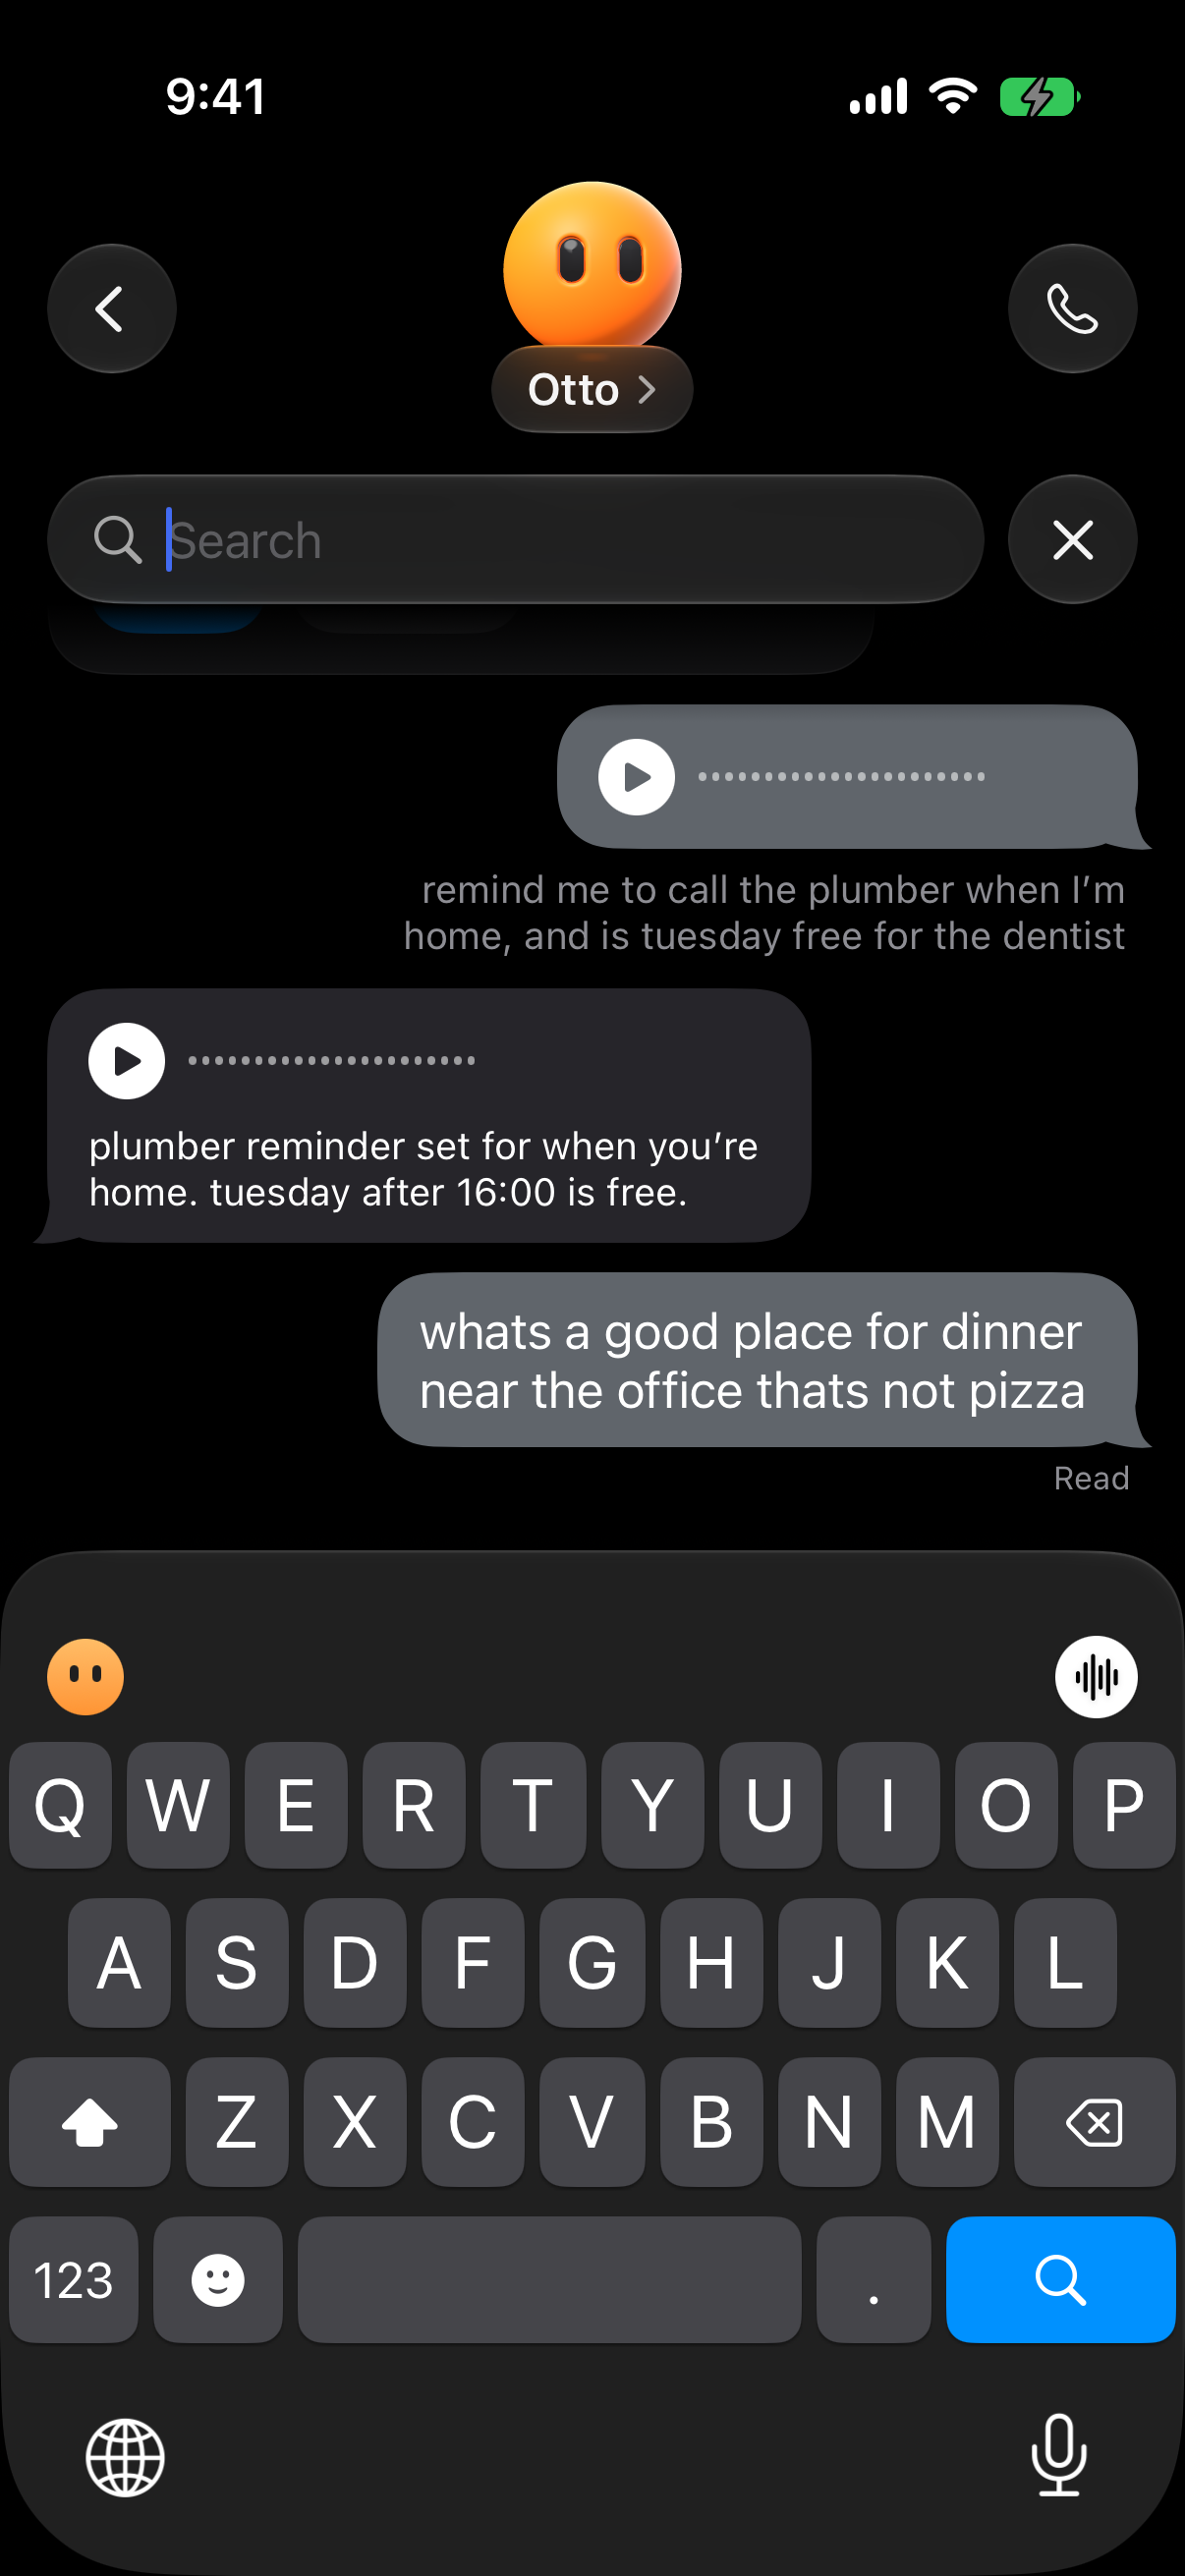 9:41
Otto
Search
remind me to call the plumber when I’m
home, and is tuesday free for the dentist
plumber reminder set for when you’re
home. tuesday after 16:00 is free.
whats a good place for dinner
near the office thats not pizza
Read
Q W E R T Y U I O P
A S D F G H J K L
Z X C V B N M
123 .